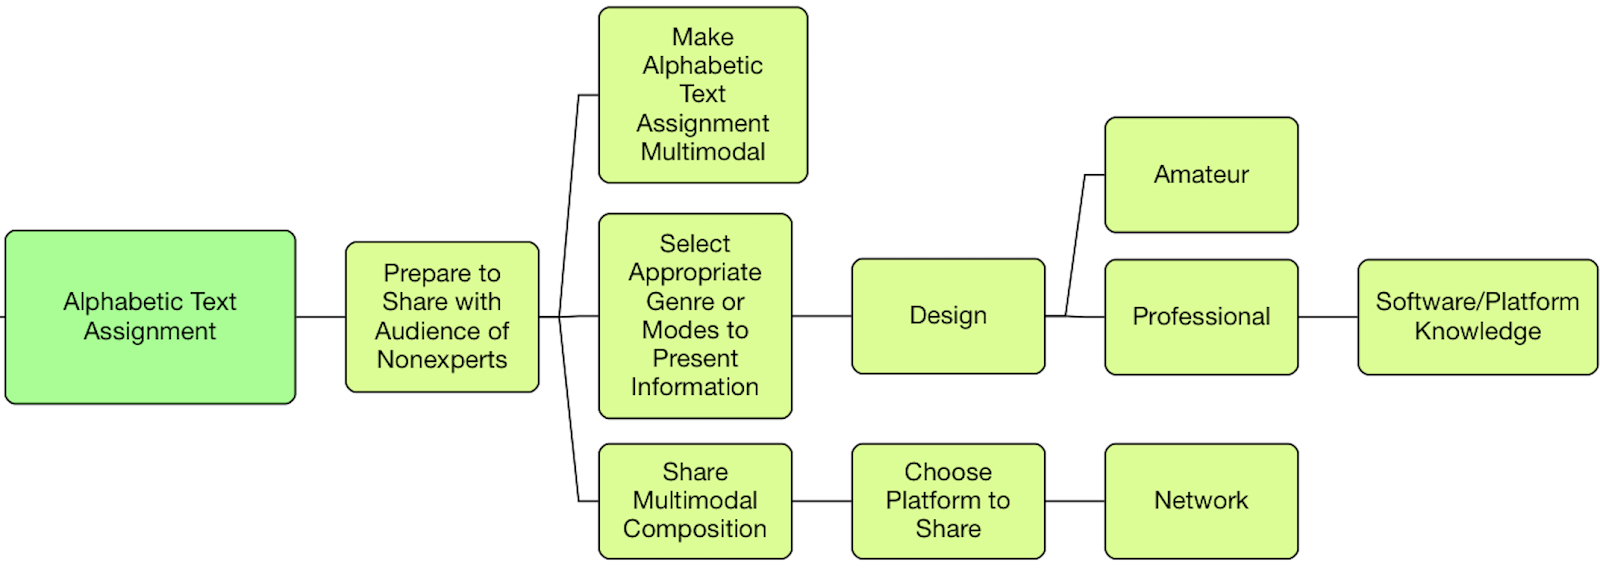 Alphabetic Text
Assignment
Prepare to
Share with
Audience of
Nonexperts
Make
Alphabetic
Text
Assignment
Multimodal
Select
Appropriate
Genre or
Modes to
Present
Information
Design
Amateur
Professional
Software/Platform
Knowledge
Share
Multimodal
Composition
Choose
Platform to
Share
Network